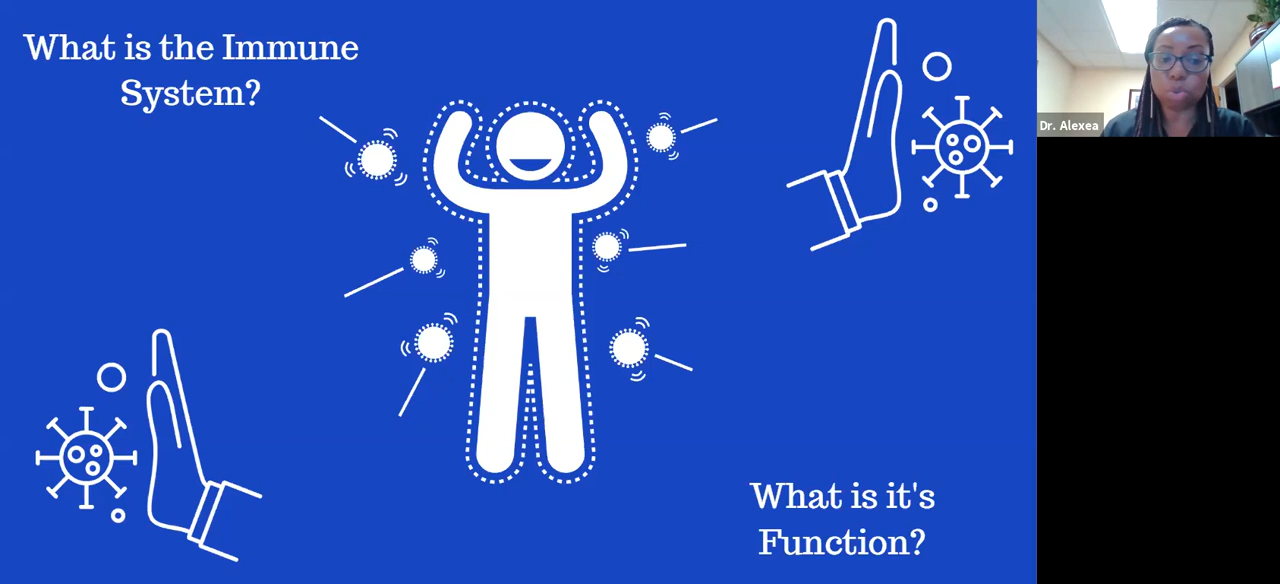 What is the Immune
System?
Dr. Alexea
What is it's
Function?